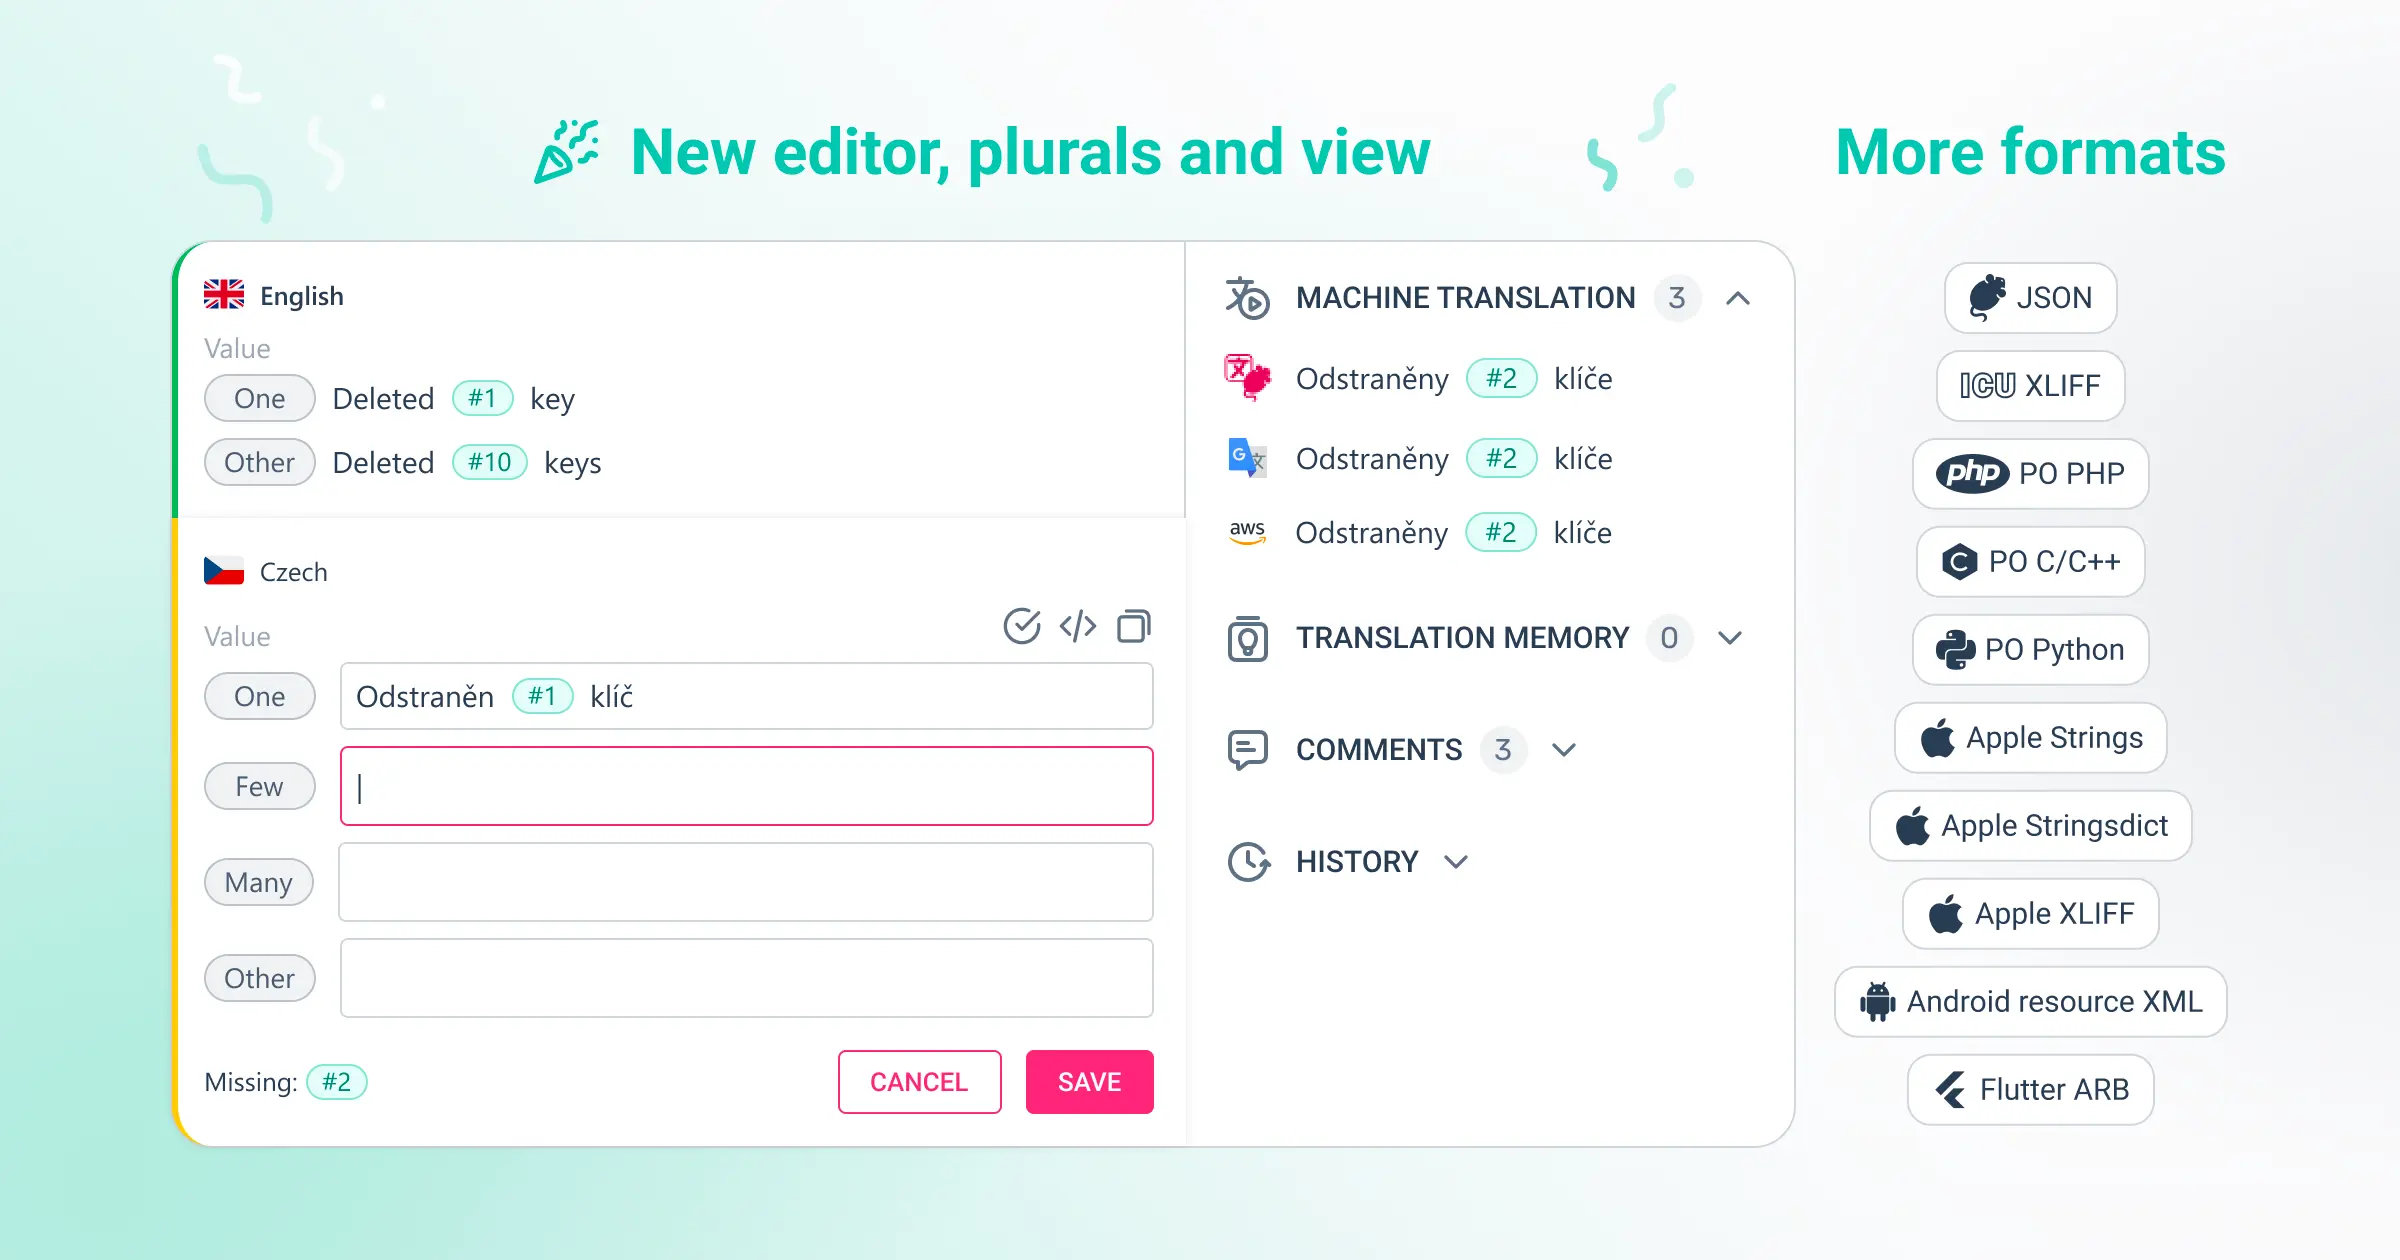 New editor, plurals and view
English
Value
One Deleted #1 key
Other Deleted #10 keys
Czech
Value
One Odstraněn #1 klíč
Few
Many
Other
Missing: #2 CANCEL SAVE
MACHINE TRANSLATION 3
Odstraněny #2 klíče
G Odstraněny #2 klíče
aws Odstraněny #2 klíče
TRANSLATION MEMORY 0
COMMENTS 3
HISTORY
More formats
JSON
ICU XLIFF
php PO PHP
C PO C/C++
PO Python
Apple Strings
Apple Stringsdict
Apple XLIFF
Android resource XML
Flutter ARB